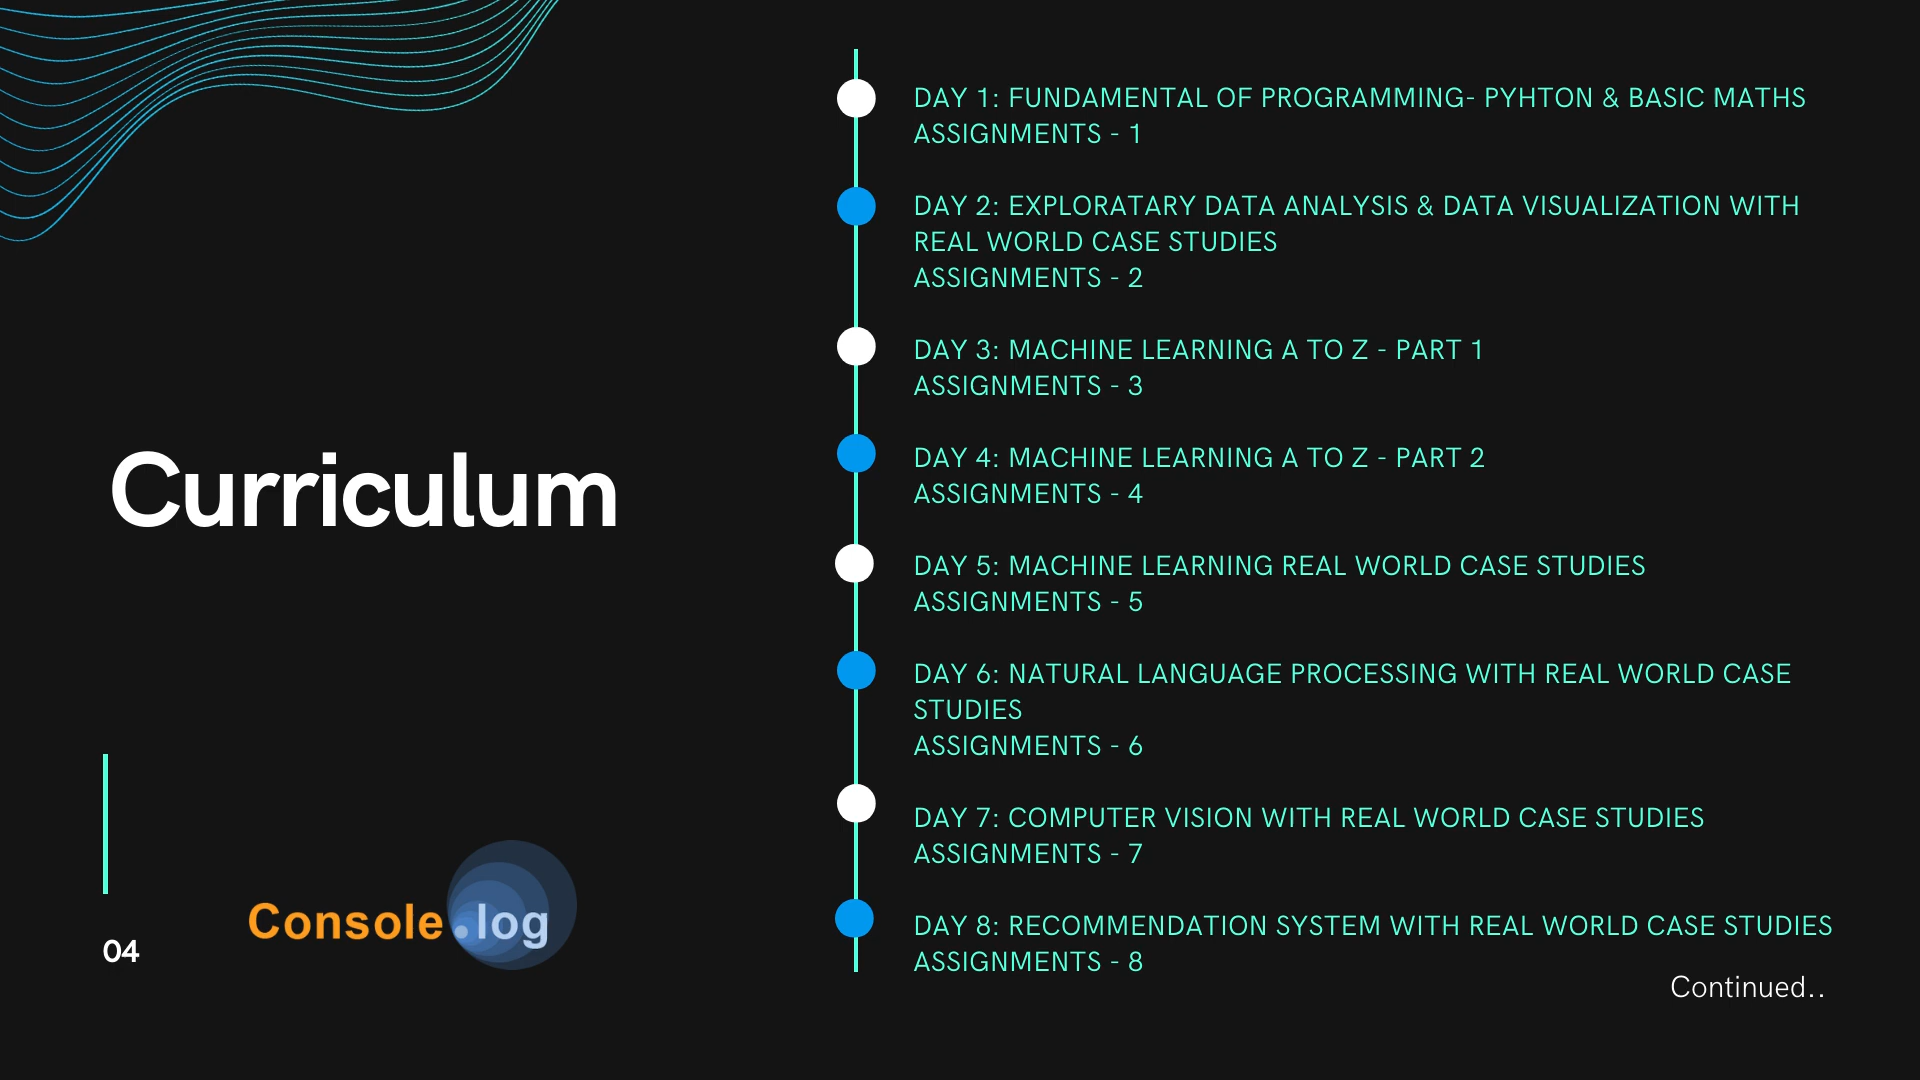 Curriculum
DAY 1: FUNDAMENTAL OF PROGRAMMING- PYHTON & BASIC MATHS
ASSIGNMENTS - 1
DAY 2: EXPLORATARY DATA ANALYSIS & DATA VISUALIZATION WITH
REAL WORLD CASE STUDIES
ASSIGNMENTS - 2
DAY 3: MACHINE LEARNING A TO Z - PART 1
ASSIGNMENTS - 3
DAY 4: MACHINE LEARNING A TO Z - PART 2
ASSIGNMENTS - 4
DAY 5: MACHINE LEARNING REAL WORLD CASE STUDIES
ASSIGNMENTS - 5
DAY 6: NATURAL LANGUAGE PROCESSING WITH REAL WORLD CASE
STUDIES
ASSIGNMENTS - 6
DAY 7: COMPUTER VISION WITH REAL WORLD CASE STUDIES
ASSIGNMENTS - 7
DAY 8: RECOMMENDATION SYSTEM WITH REAL WORLD CASE STUDIES
ASSIGNMENTS - 8
Continued..
Console.log
04